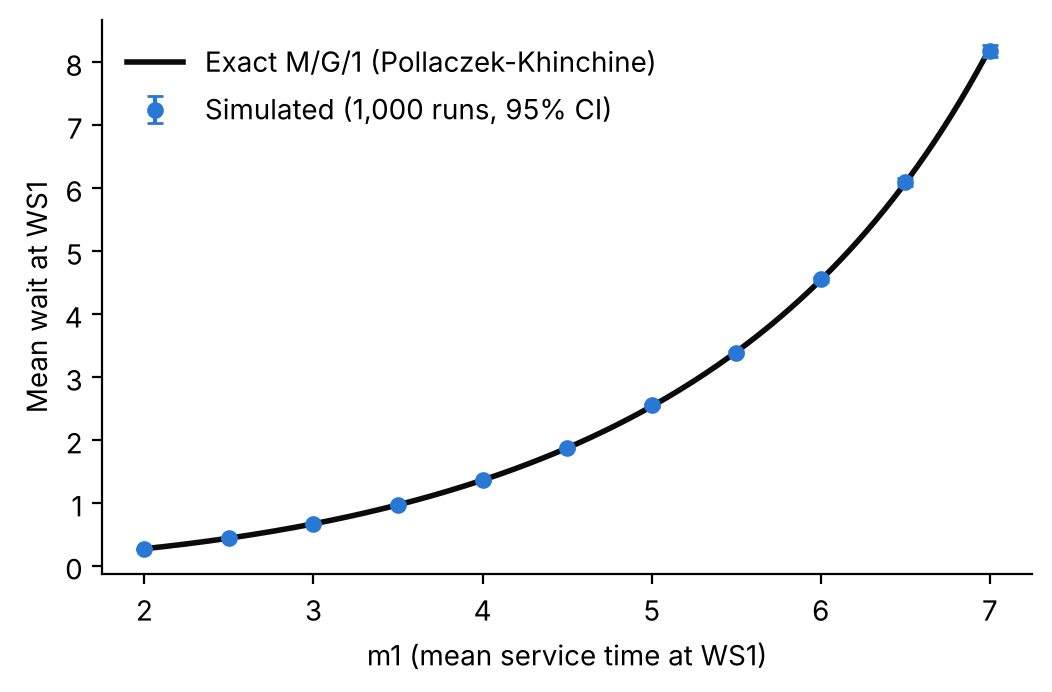 Exact M/G/1 (Pollaczek-Khinchine)
Simulated (1,000 runs, 95% CI)
Mean wait at WS1
8
7
6
5
4
3
2
1
0
2 3 4 5 6 7
m1 (mean service time at WS1)